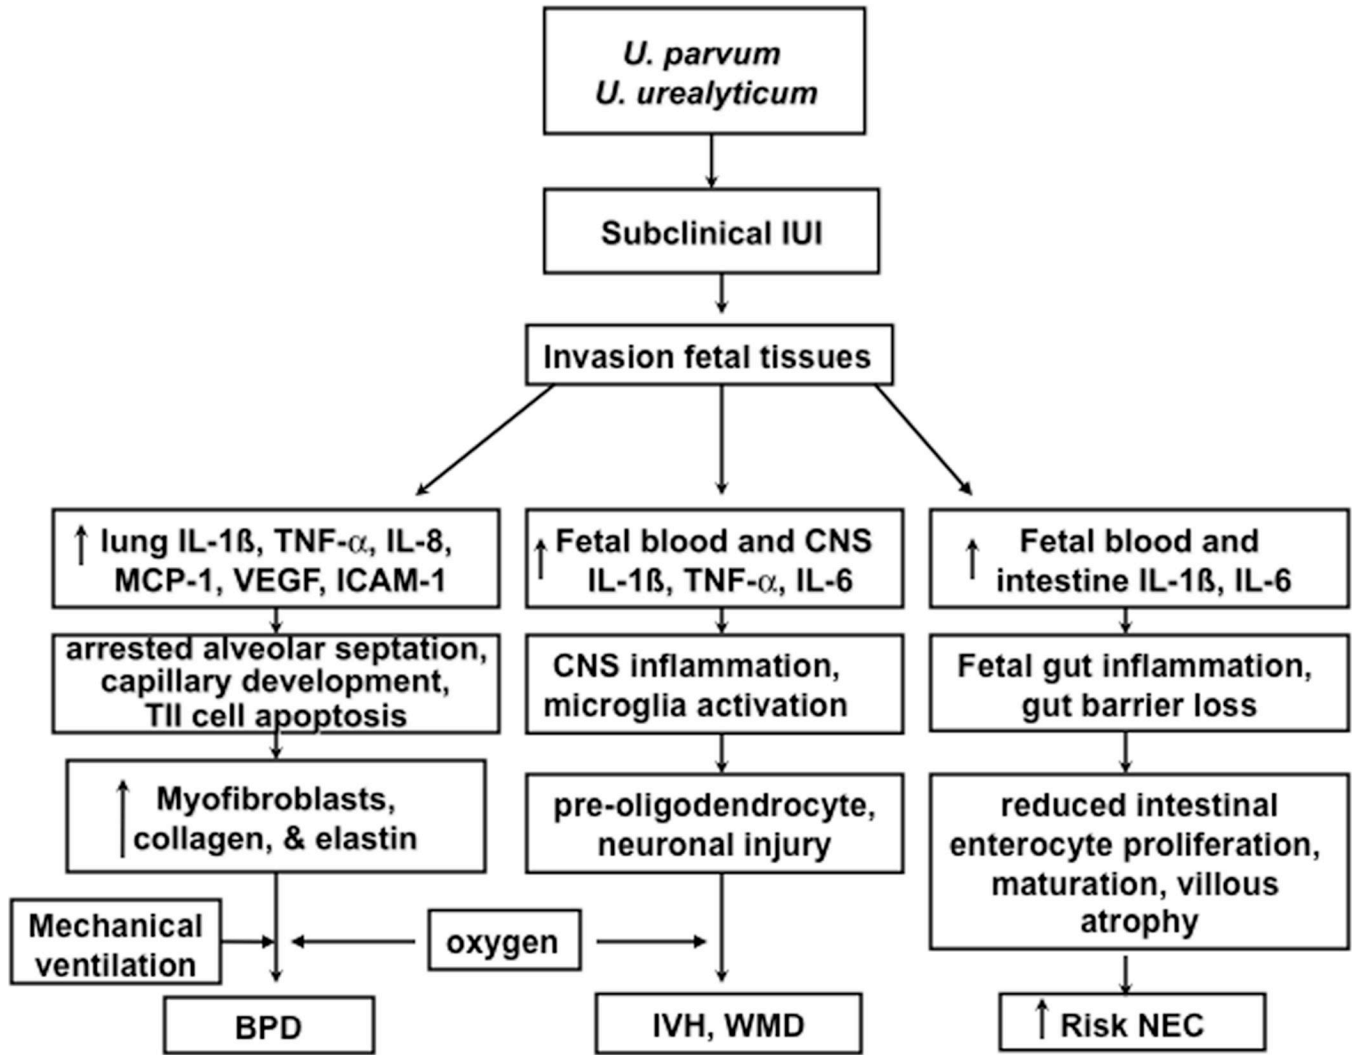 U. parvum
U. urealyticum
Subclinical IUI
Invasion fetal tissues
↑ lung IL-1ß, TNF-α, IL-8,
MCP-1, VEGF, ICAM-1
↑ Fetal blood and CNS
IL-1ß, TNF-α, IL-6
↑ Fetal blood and
intestine IL-1ß, IL-6
arrested alveolar septation,
capillary development,
TII cell apoptosis
CNS inflammation,
microglia activation
Fetal gut inflammation,
gut barrier loss
↑ Myofibroblasts,
collagen, & elastin
pre-oligodendrocyte,
neuronal injury
reduced intestinal
enterocyte proliferation,
maturation, villous
atrophy
Mechanical
ventilation
oxygen
BPD
IVH, WMD
↑ Risk NEC